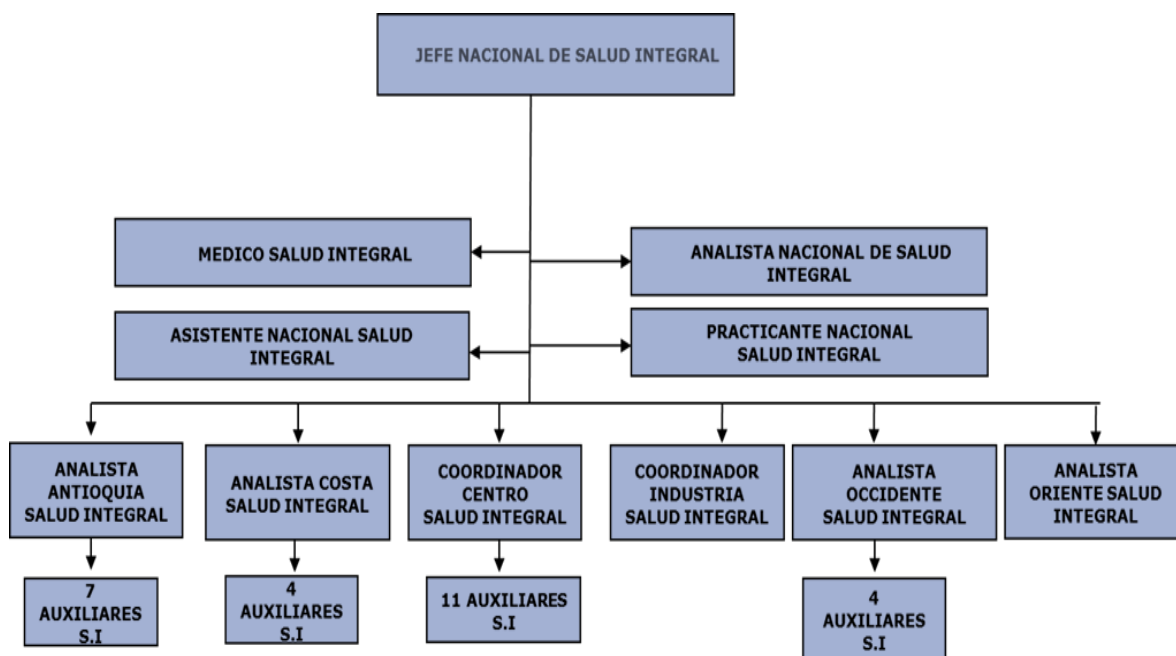 JEFE NACIONAL DE SALUD INTEGRAL
MEDICO SALUD INTEGRAL
ANALISTA NACIONAL DE SALUD
INTEGRAL
ASISTENTE NACIONAL SALUD
INTEGRAL
PRACTICANTE NACIONAL
SALUD INTEGRAL
ANALISTA
ANTIOQUIA
SALUD INTEGRAL
ANALISTA COSTA
SALUD INTEGRAL
COORDINADOR
CENTRO
SALUD INTEGRAL
COORDINADOR
INDUSTRIA
SALUD INTEGRAL
ANALISTA
OCCIDENTE
SALUD INTEGRAL
ANALISTA
ORIENTE SALUD
INTEGRAL
7
AUXILIARES
S.I
4
AUXILIARES
S.I
11 AUXILIARES
S.I
4
AUXILIARES
S.I